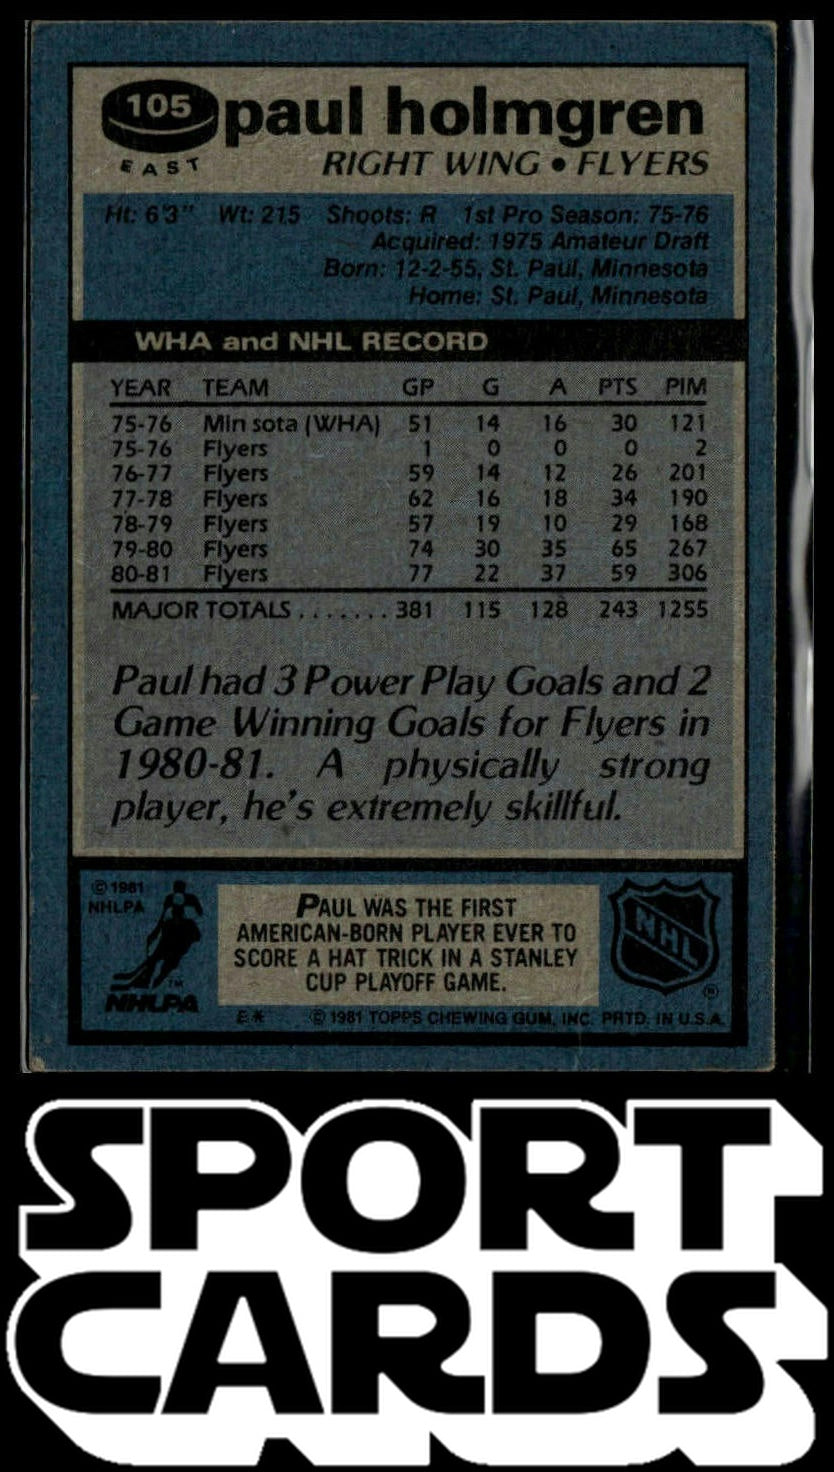 105
EAST
paul holmgren
RIGHT WING • FLYERS
Ht: 6'3" Wt: 215 Shoots: R 1st Pro Season: 75-76
Acquired: 1975 Amateur Draft
Born: 12-2-55, St. Paul, Minnesota
Home: St. Paul, Minnesota
WHA and NHL RECORD
YEAR TEAM GP G A PTS PIM
75-76 Min sota (WHA) 51 14 16 30 121
75-76 Flyers 1 0 0 0 2
76-77 Flyers 59 14 12 26 201
77-78 Flyers 62 16 18 34 190
78-79 Flyers 57 19 10 29 168
79-80 Flyers 74 30 35 65 267
80-81 Flyers 77 22 37 59 306
MAJOR TOTALS ....... 381 115 128 243 1255
Paul had 3 Power Play Goals and 2
Game Winning Goals for Flyers in
1980-81. A physically strong
player, he's extremely skillful.
© 1981
NHLPA
TM
NHLPA
PAUL WAS THE FIRST
AMERICAN-BORN PLAYER EVER TO
SCORE A HAT TRICK IN A STANLEY
CUP PLAYOFF GAME.
NHL
®
E* © 1981 TOPPS CHEWING GUM, INC. PRTD. IN U.S.A.
SPORT
CARDS